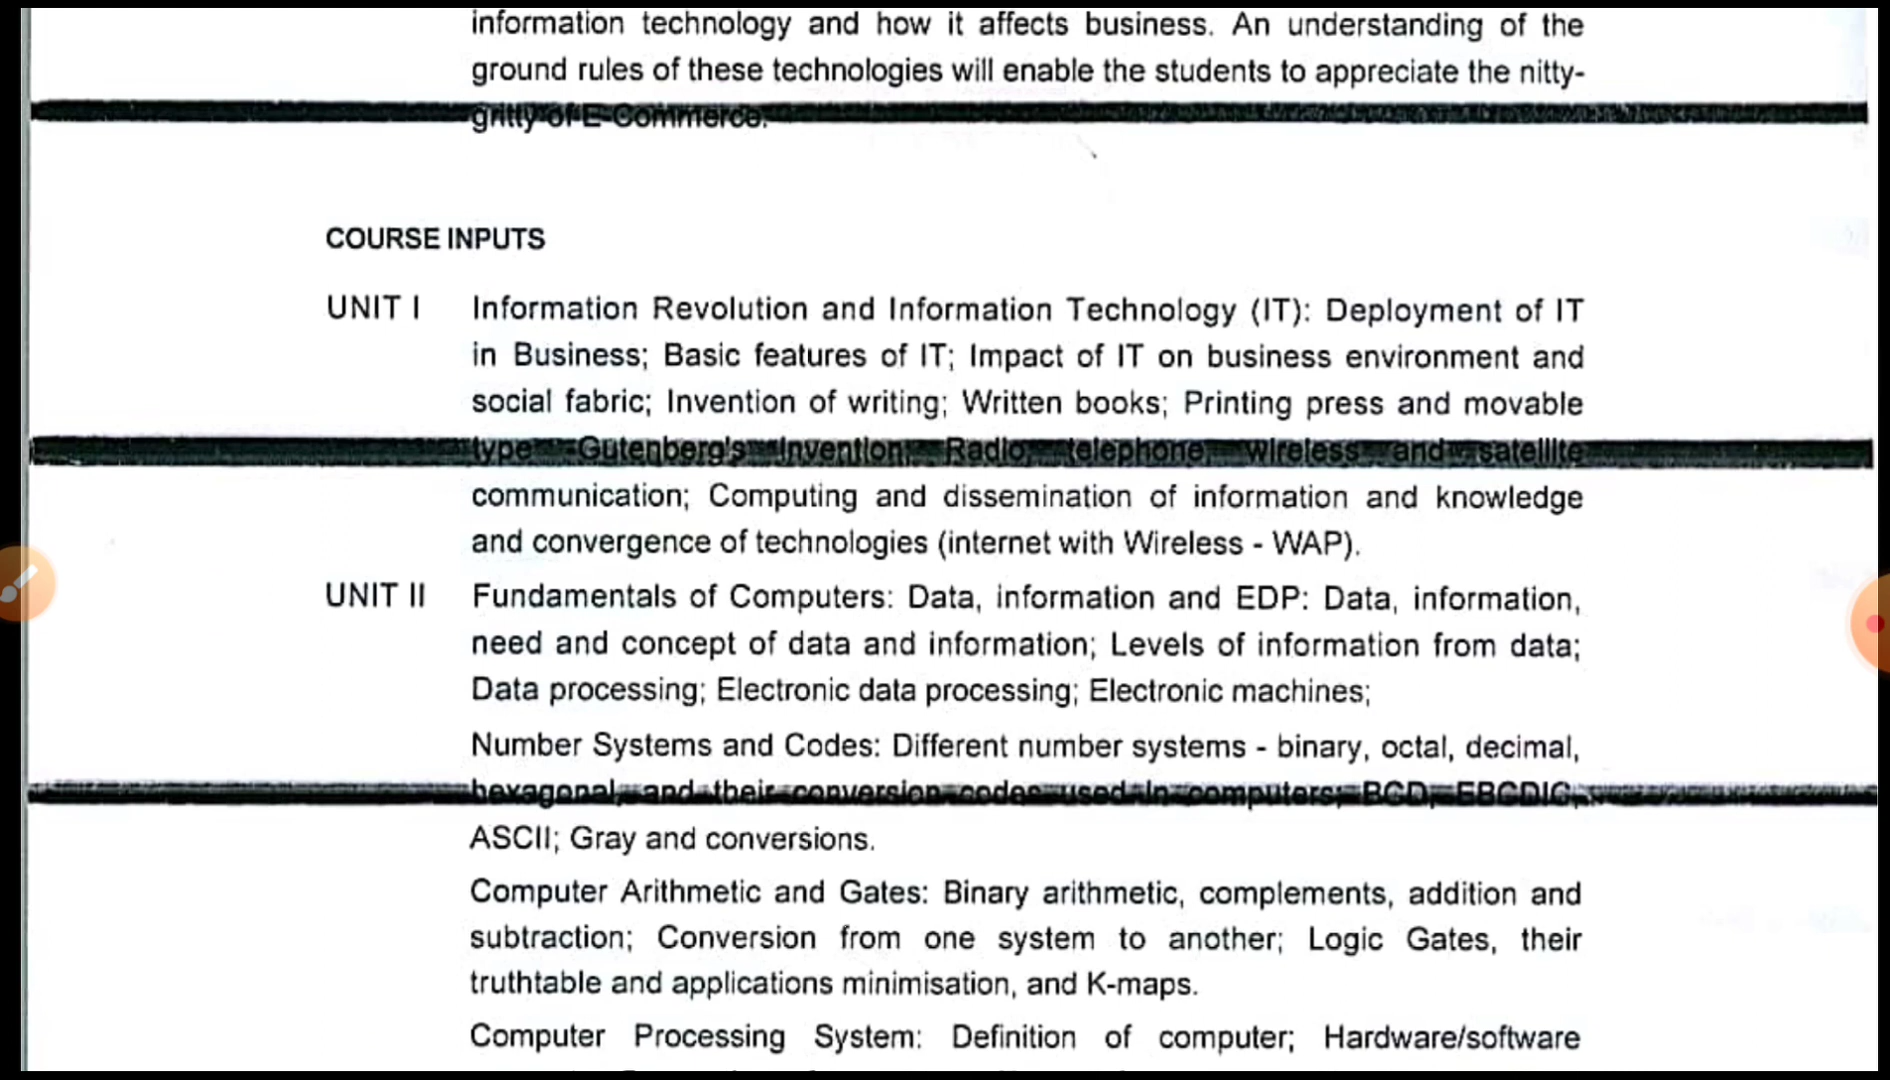 information technology and how it affects business. An understanding of the
ground rules of these technologies will enable the students to appreciate the nitty-
gritty of E-Commerce.
COURSE INPUTS
UNIT I Information Revolution and Information Technology (IT): Deployment of IT
in Business; Basic features of IT; Impact of IT on business environment and
social fabric; Invention of writing; Written books; Printing press and movable
type Gutenberg's Invention; Radio, telephone, wireless and satellite
communication; Computing and dissemination of information and knowledge
and convergence of technologies (internet with Wireless - WAP).
UNIT II Fundamentals of Computers: Data, information and EDP: Data, information,
need and concept of data and information; Levels of information from data;
Data processing; Electronic data processing; Electronic machines;
Number Systems and Codes: Different number systems - binary, octal, decimal,
hexagonal, and their conversion codes used in computers; BCD, EBCDIC,
ASCII; Gray and conversions.
Computer Arithmetic and Gates: Binary arithmetic, complements, addition and
subtraction; Conversion from one system to another; Logic Gates, their
truthtable and applications minimisation, and K-maps.
Computer Processing System: Definition of computer; Hardware/software